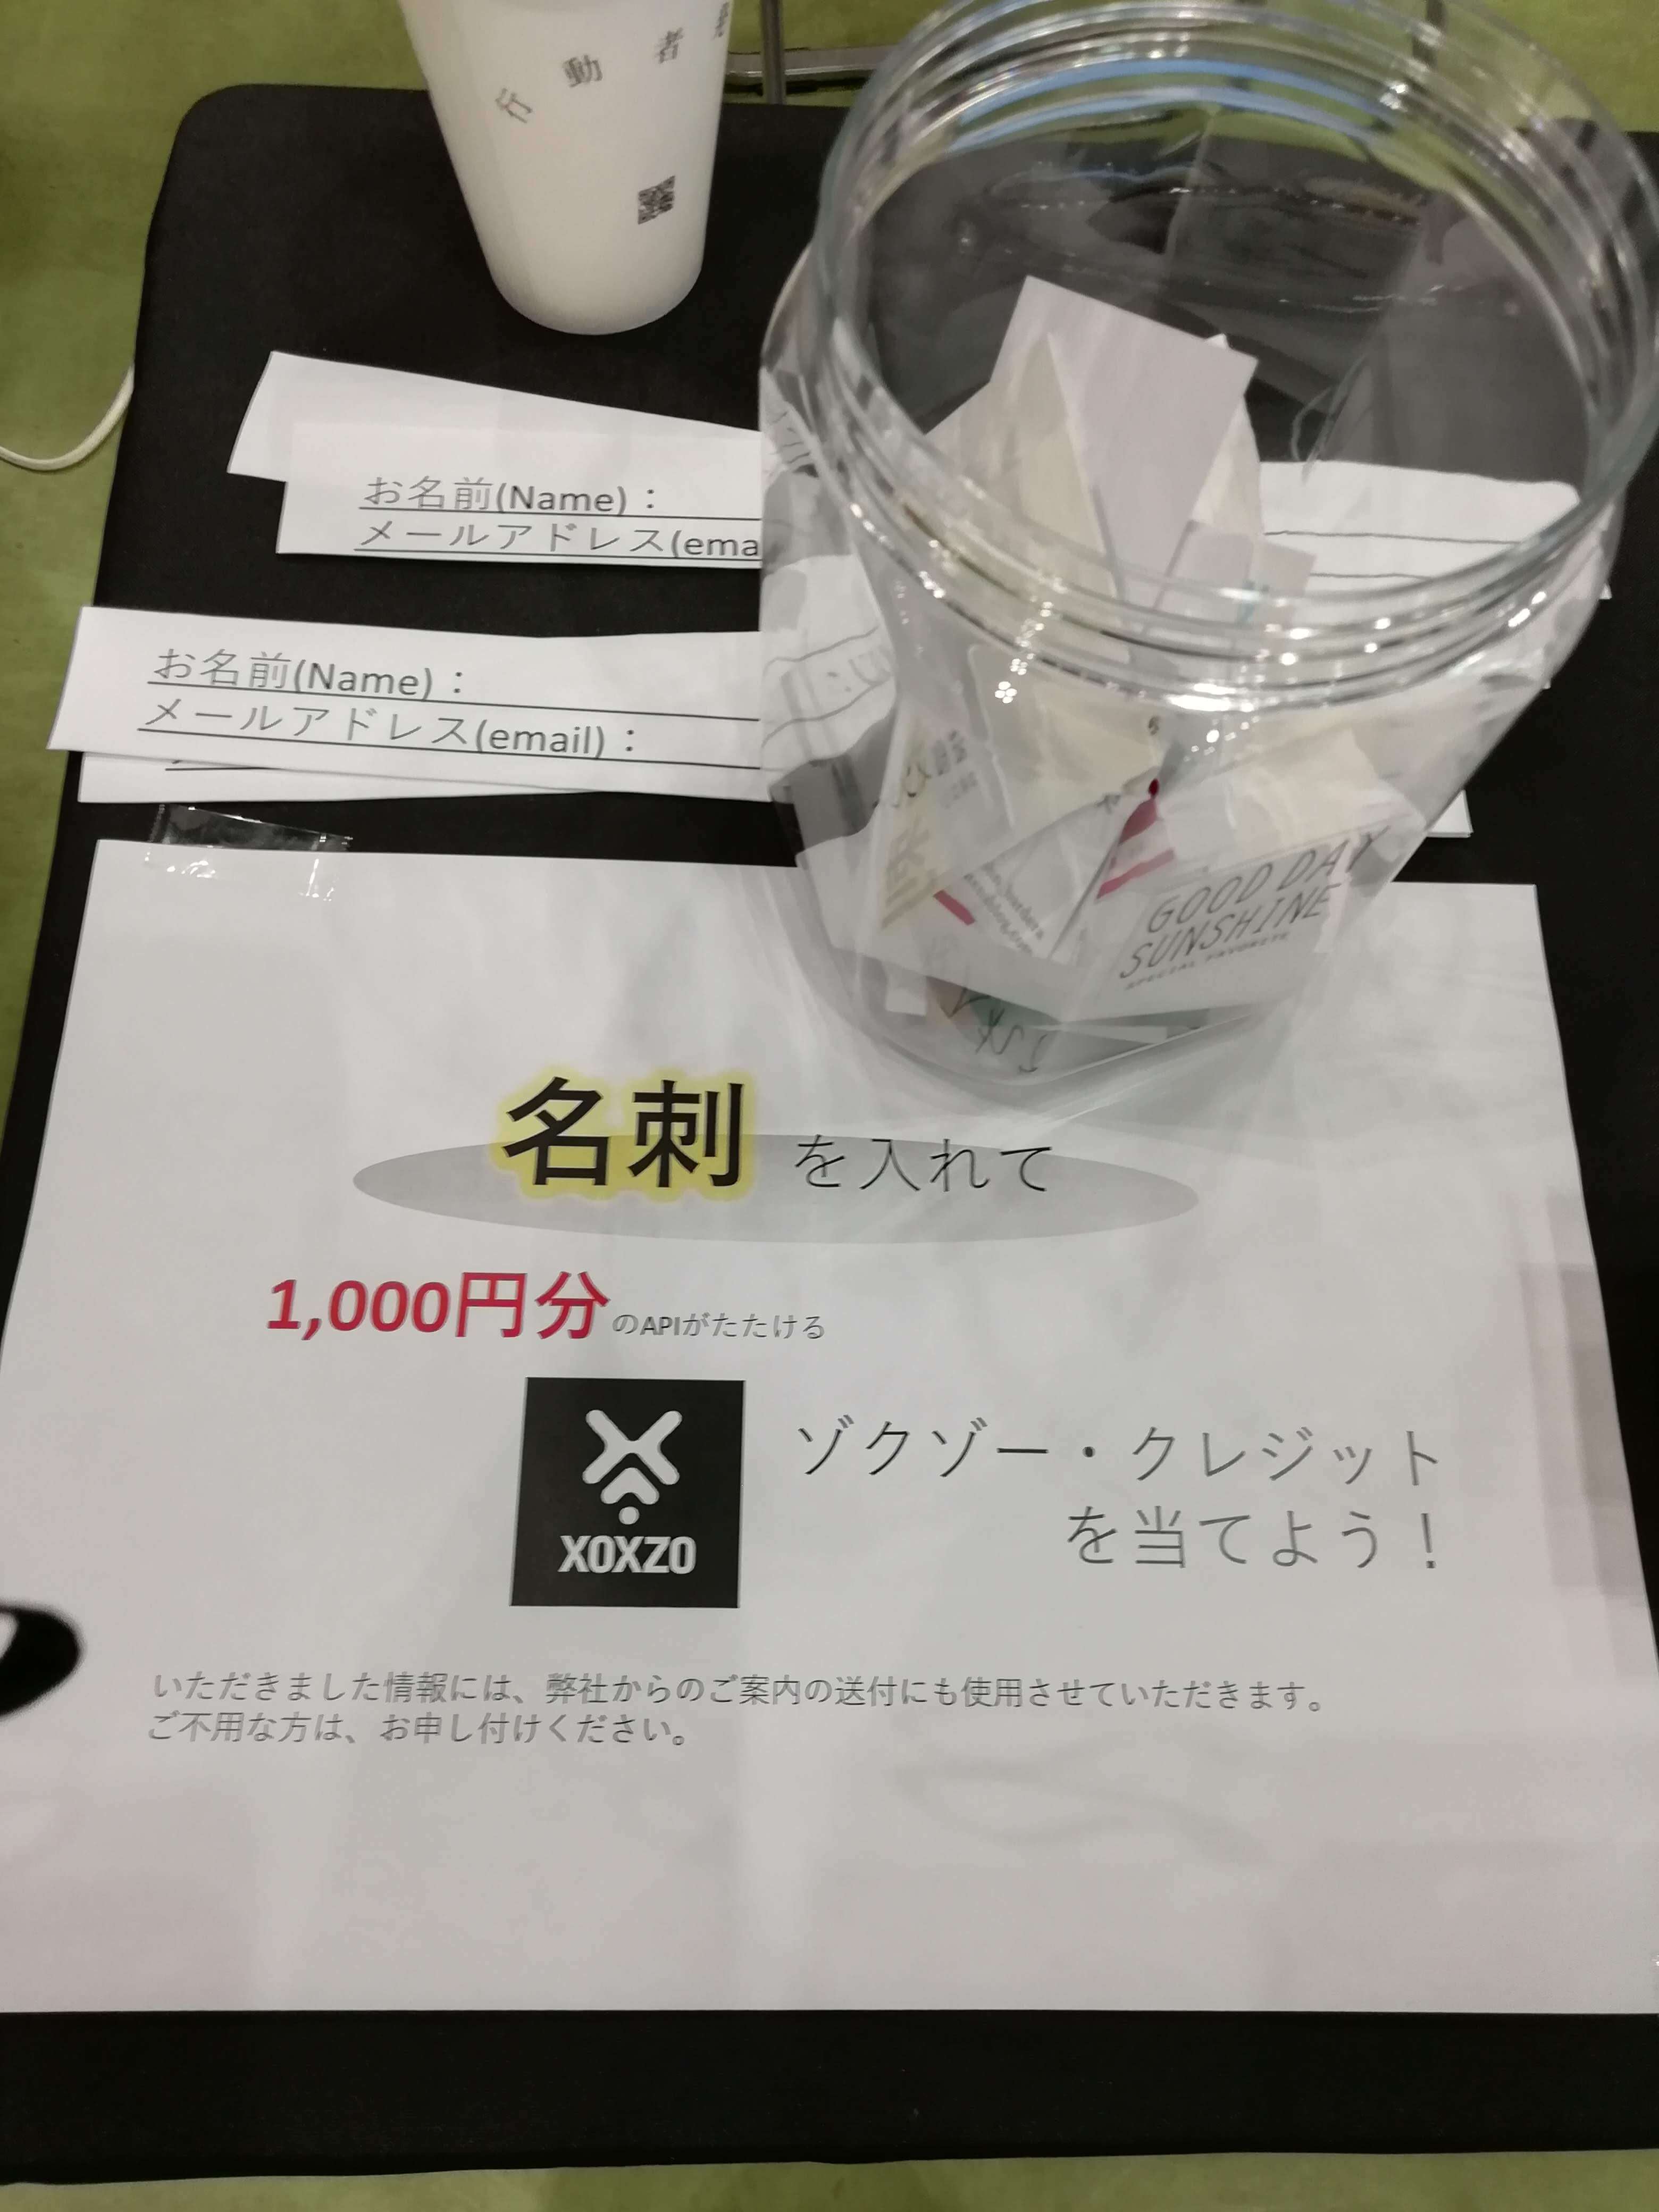 行動者
お名前(Name)：
メールアドレス(ema
お名前(Name)：
メールアドレス(email)：
GOOD DAY
SUNSHINE
SPECIAL FAVORITE
名刺を入れて
1,000円分のAPIがたたける
XOXZO
ゾクゾー・クレジット
を当てよう！
いただきました情報には、弊社からのご案内の送付にも使用させていただきます。
ご不用な方は、お申し付けください。